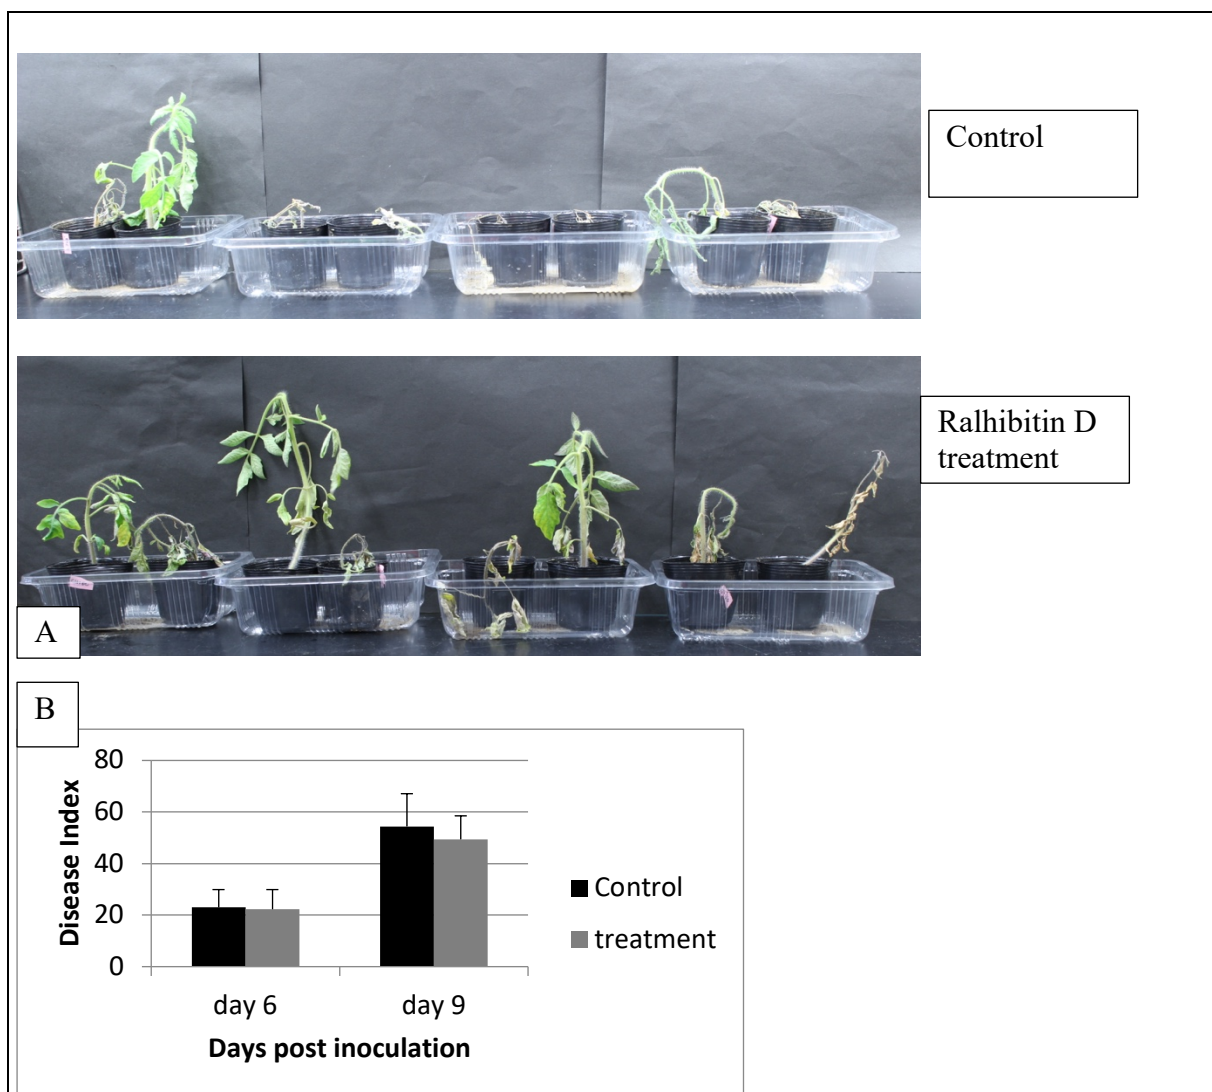 Control
Ralhibitin D
treatment
A
B
80
60
40
20
0
Disease Index
day 6
day 9
Days post inoculation
Control
treatment